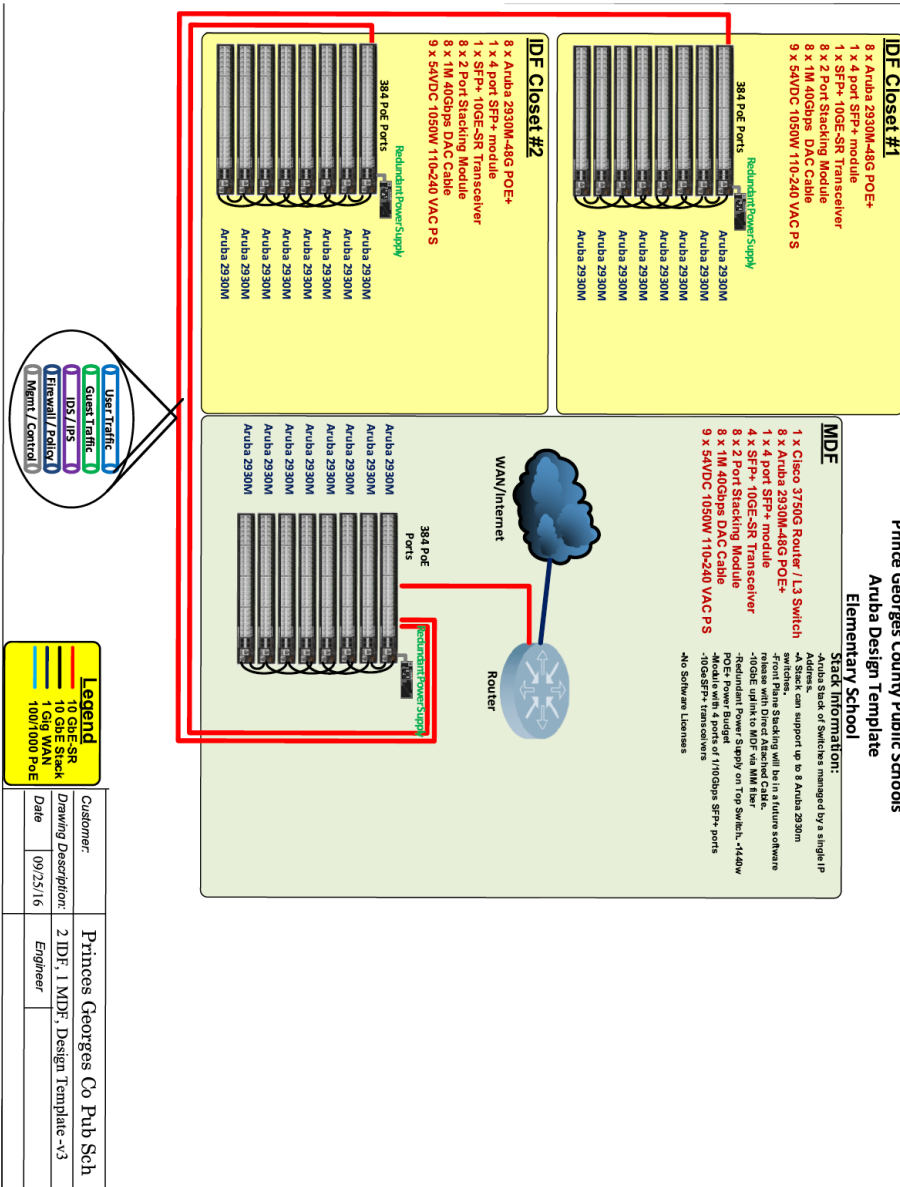 Prince Georges County Public Schools
Aruba Design Template
Elementary School
IDF Closet #1
8 x Aruba 2930M-48G POE+
1 x 4 port SFP+ module
1 x SFP+ 10GE-SR Transceiver
8 x 2 Port Stacking Module
8 x 1M 40Gbps DAC Cable
9 x 54VDC 1050W 110-240 VAC PS
384 PoE Ports
Redundant Power Supply
Aruba 2930M
Aruba 2930M
Aruba 2930M
Aruba 2930M
Aruba 2930M
Aruba 2930M
Aruba 2930M
Aruba 2930M
IDF Closet #2
8 x Aruba 2930M-48G POE+
1 x 4 port SFP+ module
1 x SFP+ 10GE-SR Transceiver
8 x 2 Port Stacking Module
8 x 1M 40Gbps DAC Cable
9 x 54VDC 1050W 110-240 VAC PS
384 PoE Ports
Redundant Power Supply
Aruba 2930M
Aruba 2930M
Aruba 2930M
Aruba 2930M
Aruba 2930M
Aruba 2930M
Aruba 2930M
Aruba 2930M
MDF
1 x Cisco 3750G Router / L3 Switch
8 x Aruba 2930M-48G POE+
1 x 4 port SFP+ module
4 x SFP+ 10GE-SR Transceiver
8 x 2 Port Stacking Module
8 x 1M 40Gbps DAC Cable
9 x 54VDC 1050W 110-240 VAC PS
Stack Information:
-Aruba Stack of Switches managed by a single IP
Address.
-A Stack can support up to 8 Aruba 2930m
switches.
-Front Plane Stacking will be in a future software
release with Direct Attached Cable.
-10GbE uplink to MDF via MM fiber
-Redundant Power Supply on Top Switch. -1440w
POE+ Power Budget
-Module with 4 ports of 1/10Gbps SFP+ ports
-10GeSFP+ transceivers
-No Software Licenses
WAN/Internet
Router
384 PoE
Ports
Redundant Power Supply
Aruba 2930M
Aruba 2930M
Aruba 2930M
Aruba 2930M
Aruba 2930M
Aruba 2930M
Aruba 2930M
Aruba 2930M
User Traffic
Guest Traffic
IDS / IPS
Firewall / Policy
Mgmt / Control
Legend
10 GbE-SR
10 GbE Stack
1 Gig WAN
100/1000 PoE
Customer: Princes Georges Co Pub Sch
Drawing Description: 2 IDF, 1 MDF, Design Template -v3
Date 09/25/16 Engineer